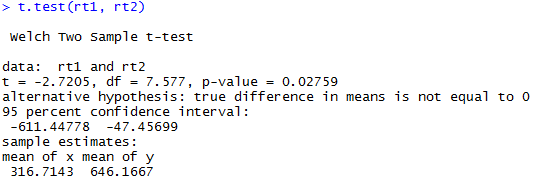 > t.test(rt1, rt2)
Welch Two Sample t-test
data:  rt1 and rt2
t = -2.7205, df = 7.577, p-value = 0.02759
alternative hypothesis: true difference in means is not equal to 0
95 percent confidence interval:
 -611.44778  -47.45699
sample estimates:
mean of x mean of y
 316.7143  646.1667